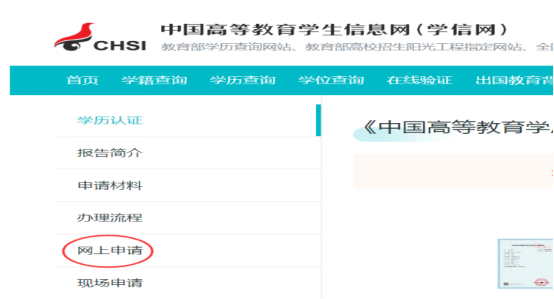 CHSI
中国高等教育学生信息网(学信网)
教育部学历查询网站、教育部高校招生阳光工程指定网站、全
首页 学籍查询 学历查询 学位查询 在线验证 出国教育背
学历认证
《中国高等教育学
报告简介
申请材料
办理流程
网上申请
现场申请